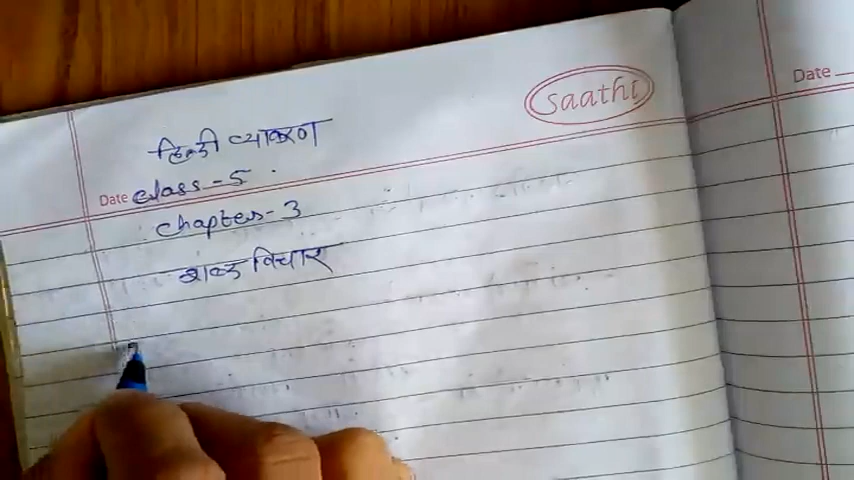 Saathi
Date
हिन्दी व्याकरण
Date class - 5
chapter - 3
शब्द विचार